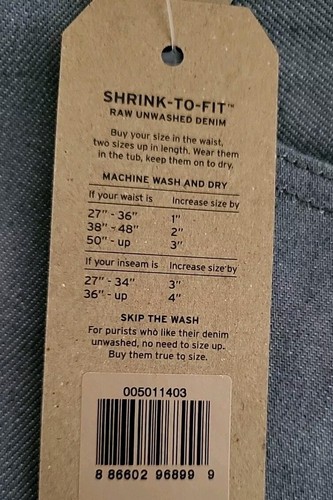 SHRINK-TO-FIT™
RAW UNWASHED DENIM
Buy your size in the waist,
two sizes up in length. Wear them
in the tub, keep them on to dry.
MACHINE WASH AND DRY
If your waist is Increase size by
27" - 36" 1"
38" - 48" 2"
50" - up 3"
If your inseam is Increase size by
27" - 34" 3"
36" - up 4"
SKIP THE WASH
For purists who like their denim
unwashed, no need to size up.
Buy them true to size.
005011403
8 86602 96899 9